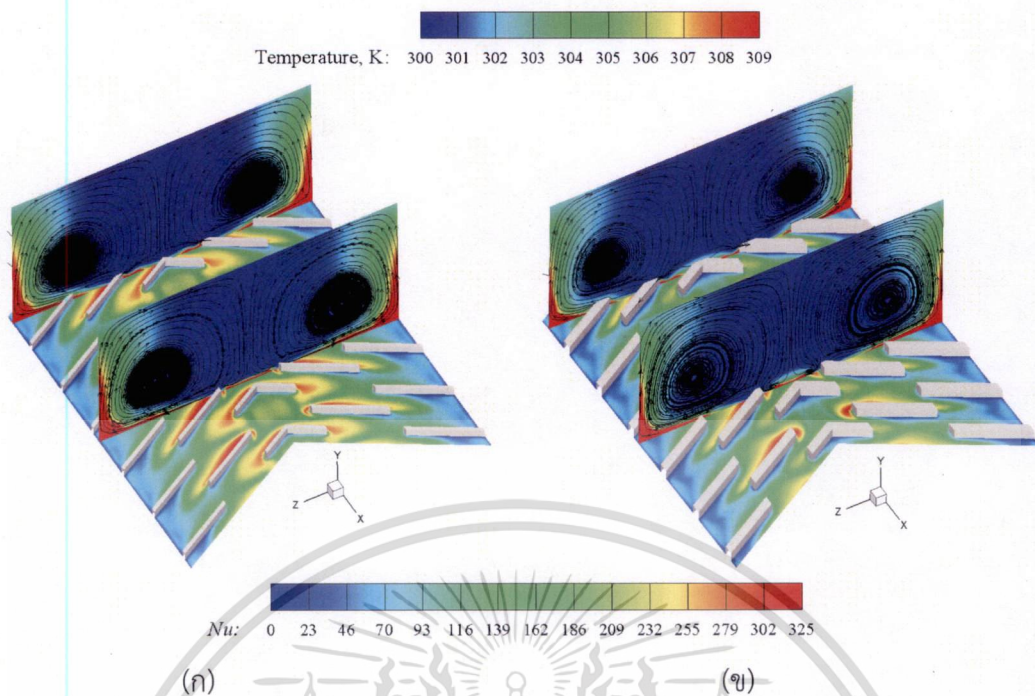 Temperature, K: 300 301 302 303 304 305 306 307 308 309
Y
Z
X
Y
Z
X
Nu: 0 23 46 70 93 116 139 162 186 209 232 255 279 302 325
(ก) (ข)